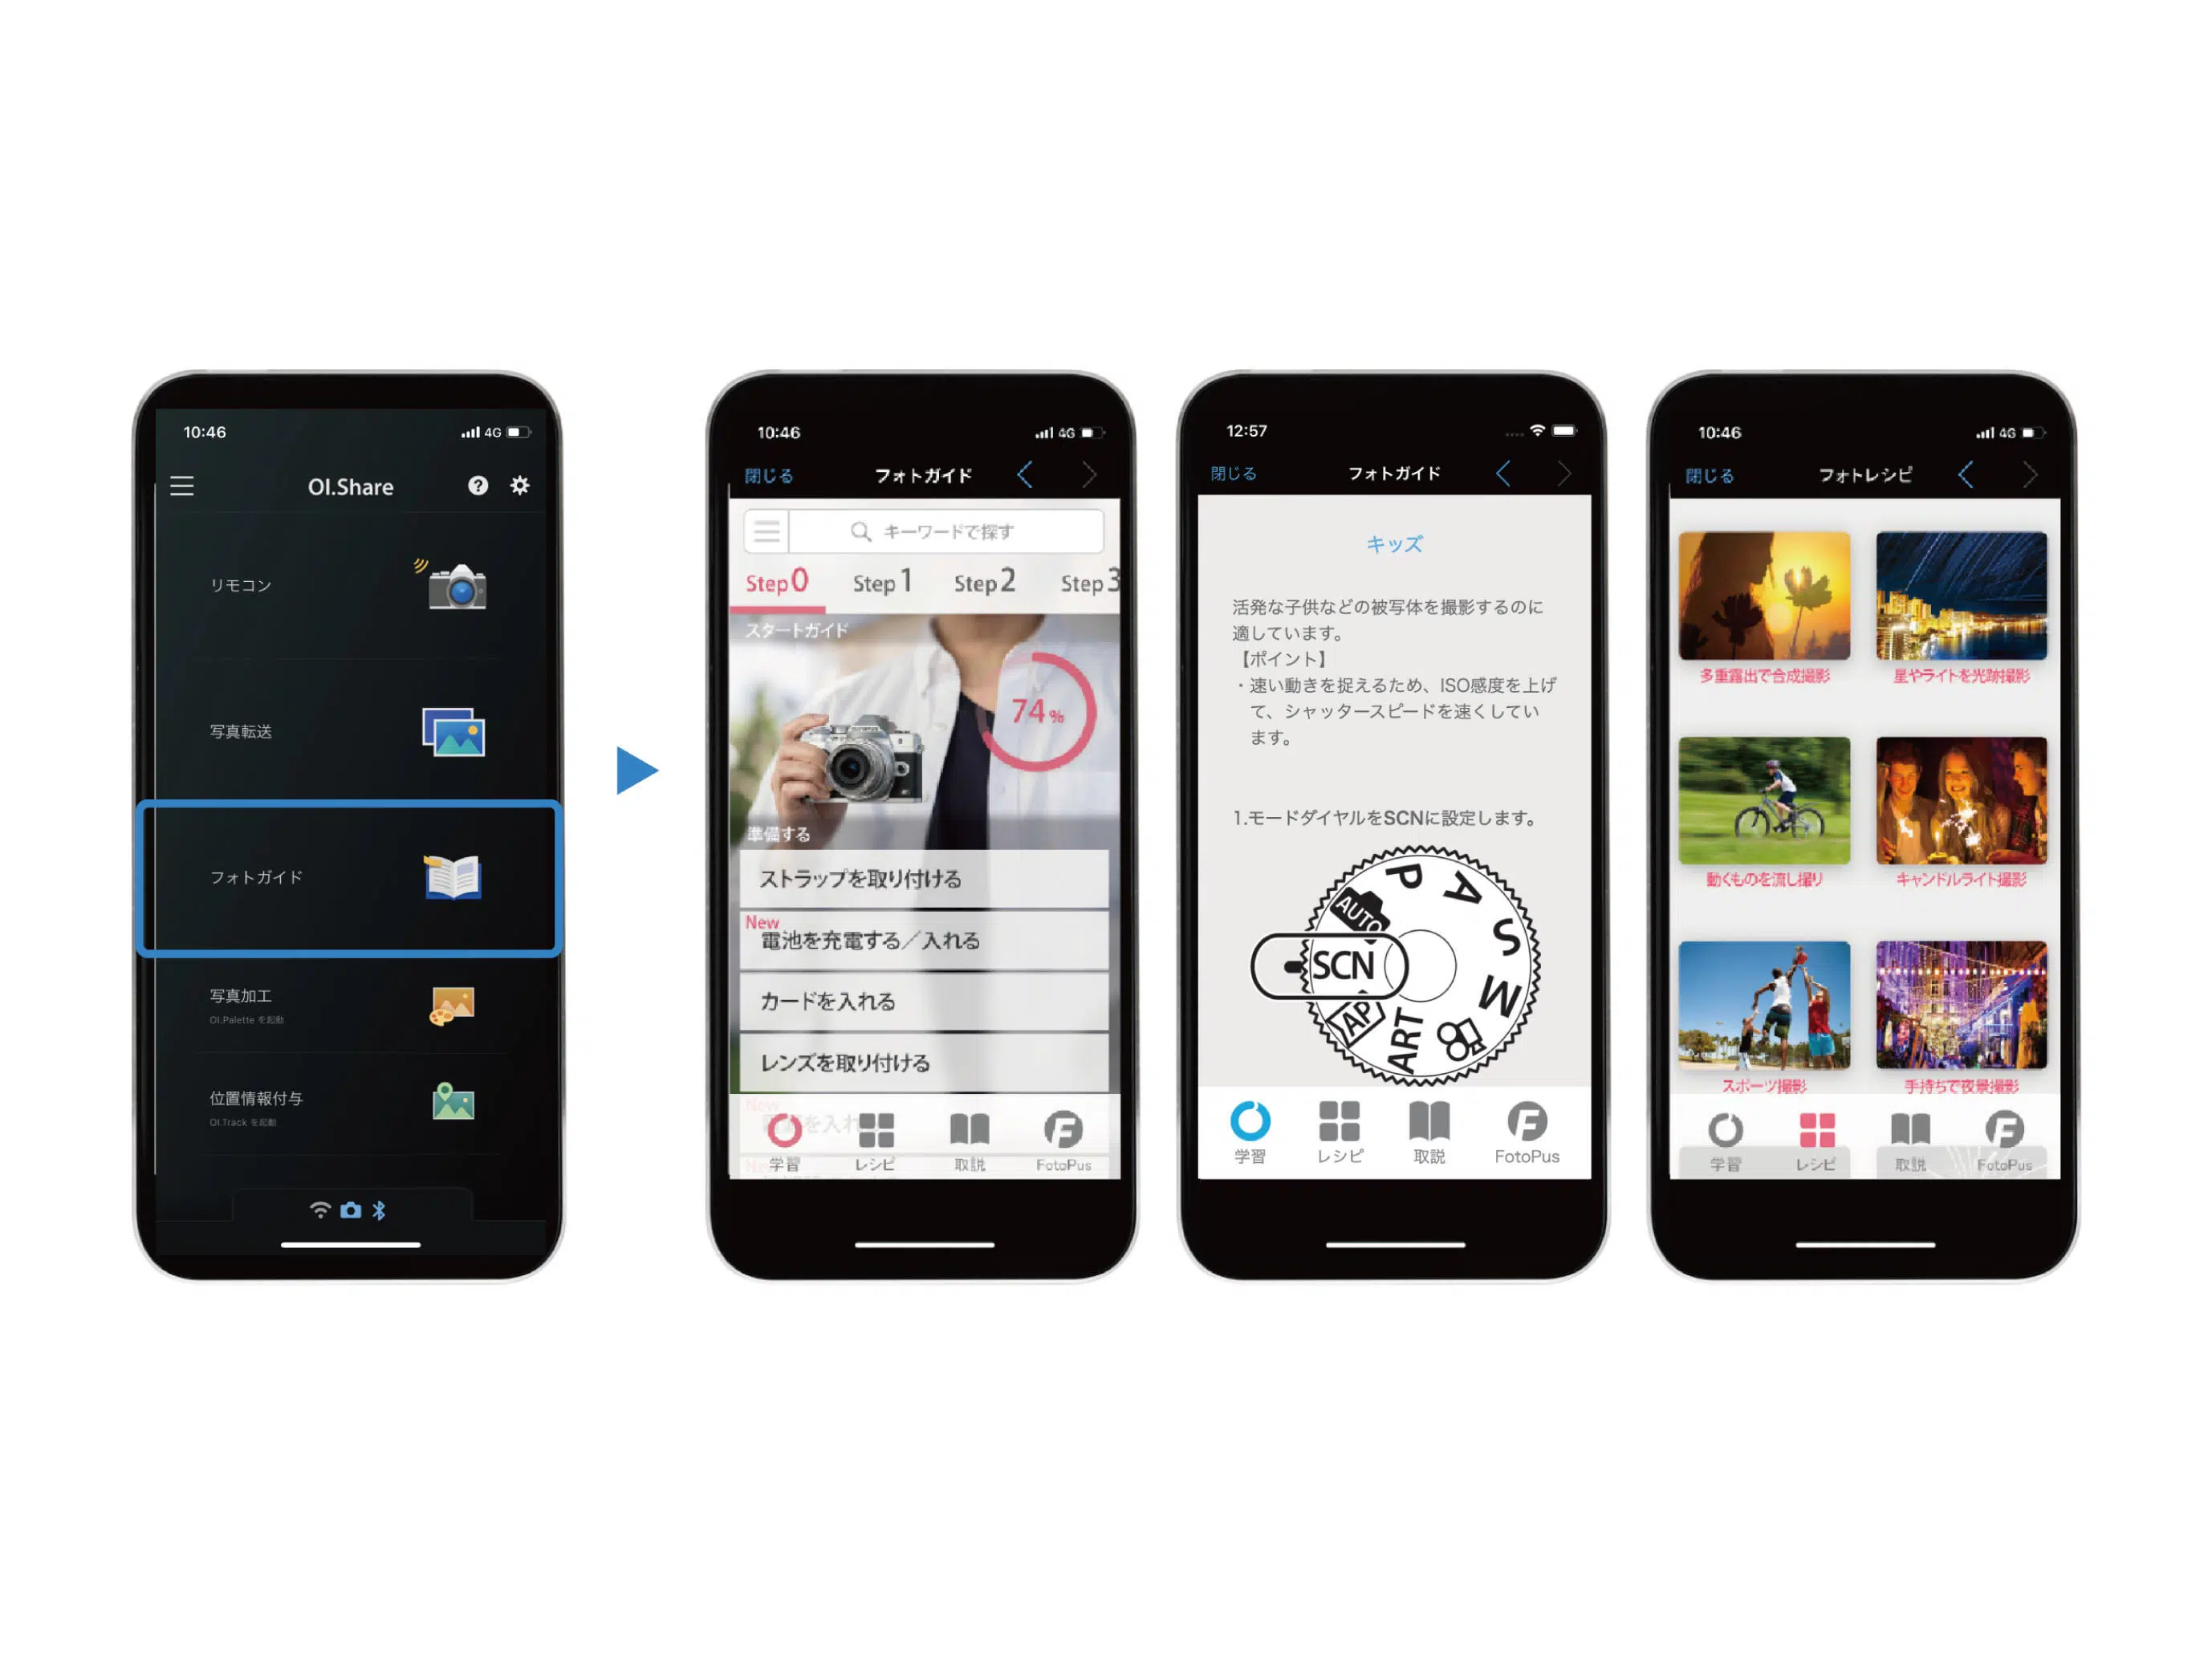 10:46
4G
OI.Share
?
リモコン
写真転送
フォトガイド
写真加工
OI.Palette を起動
位置情報付与
OI.Track を起動
10:46
4G
閉じる
フォトガイド
キーワードで探す
Step0
Step1
Step2
Step3
スタートガイド
OLYMPUS
74%
準備する
ストラップを取り付ける
New
電池を充電する／入れる
カードを入れる
レンズを取り付ける
New
学習
レシピ
取説
FotoPus
12:57
閉じる
フォトガイド
キッズ
活発な子供などの被写体を撮影するのに
適しています。
【ポイント】
・速い動きを捉えるため、ISO感度を上げ
て、シャッタースピードを速くしてい
ます。
1.モードダイヤルをSCNに設定します。
P
A
S
M
ART
AP
SCN
AUTO
学習
レシピ
取説
FotoPus
10:46
4G
閉じる
フォトレシピ
多重露出で合成撮影
星やライトを光跡撮影
動くものを流し撮り
キャンドルライト撮影
スポーツ撮影
手持ちで夜景撮影
学習
レシピ
取説
FotoPus